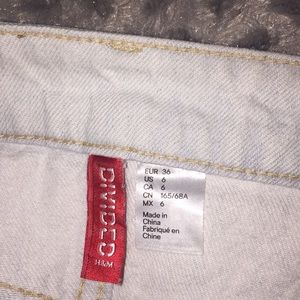 DIVIDED
H&M
EUR 36
US 6
CA 6
CN 165/68A
MX 6
Made in
China
Fabriqué en
Chine